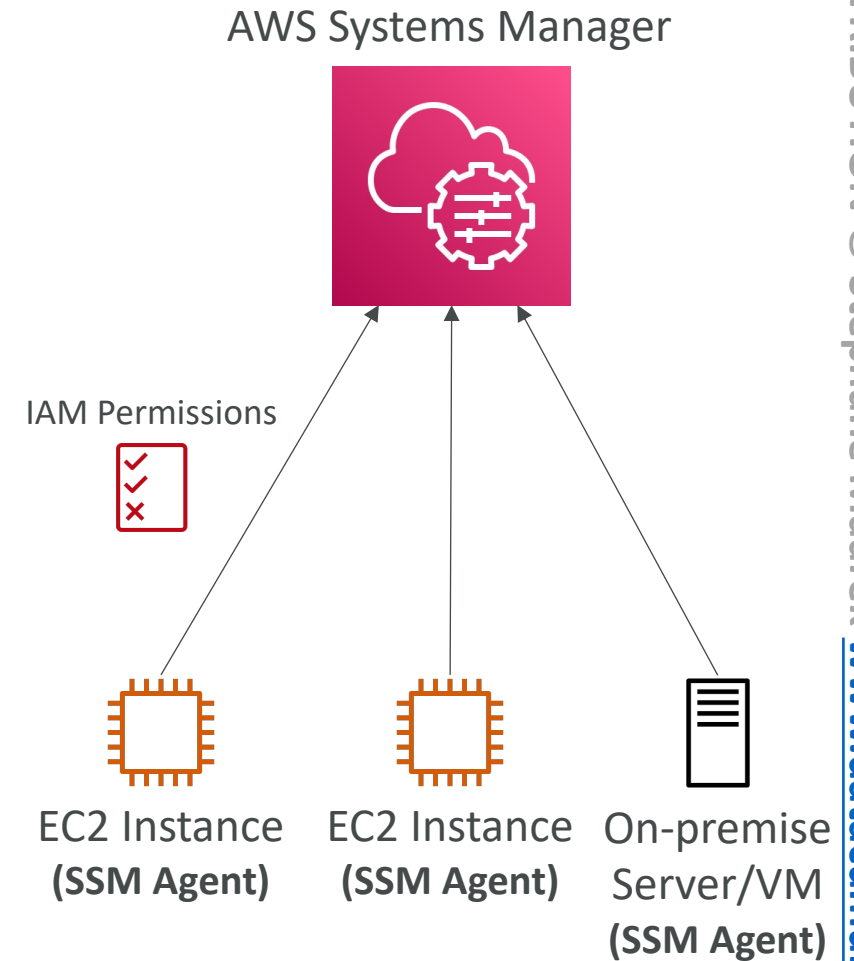 AWS Systems Manager
IAM Permissions
EC2 Instance
(SSM Agent)
EC2 Instance
(SSM Agent)
On-premise
Server/VM
(SSM Agent)